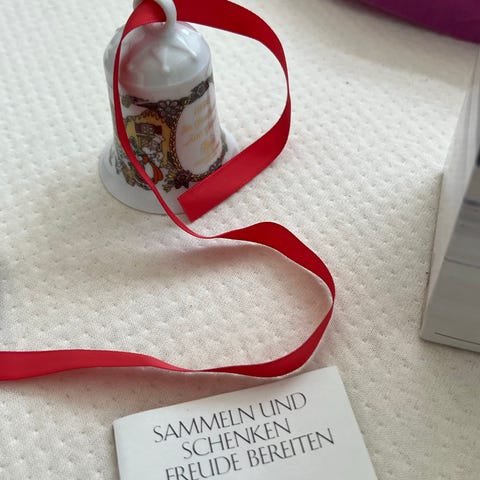 SAMMELN UND
SCHENKEN
FREUDE BEREITEN